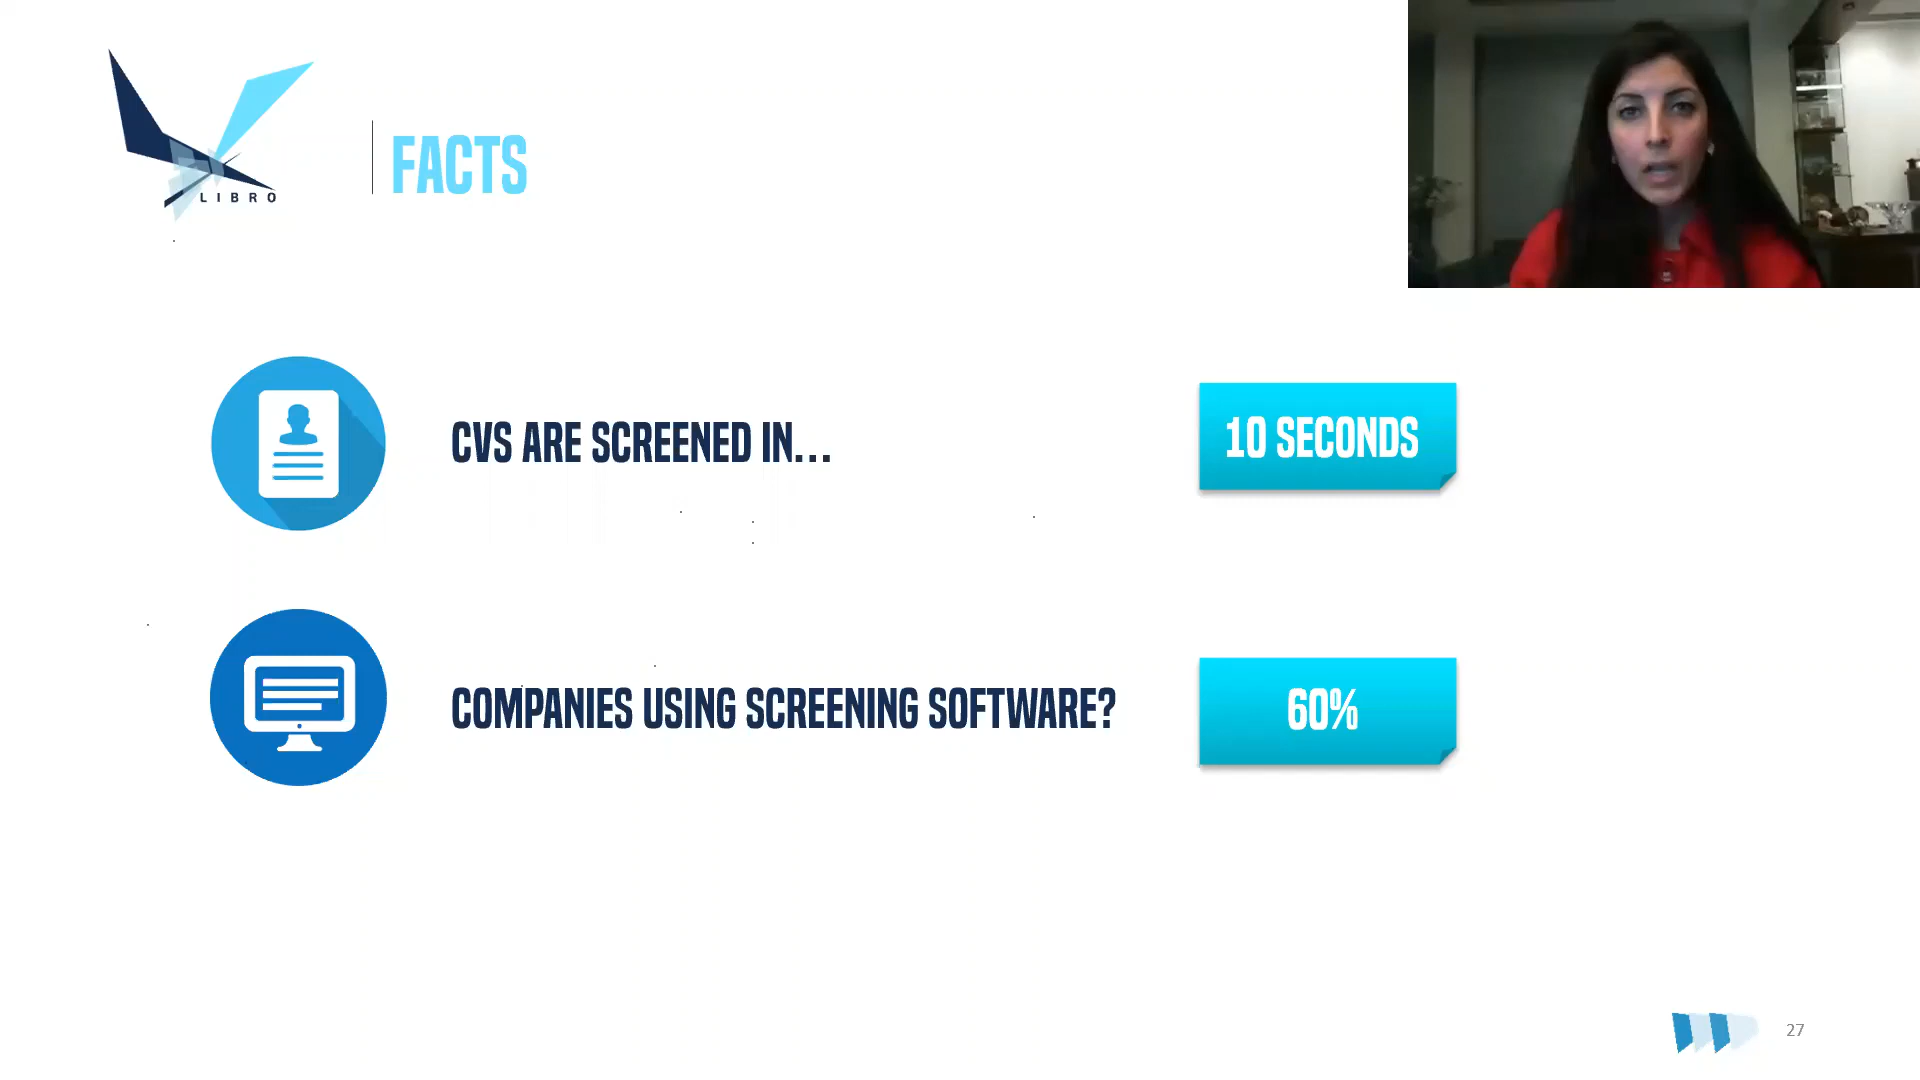 LIBRO
FACTS
CVS ARE SCREENED IN...
10 SECONDS
COMPANIES USING SCREENING SOFTWARE?
60%
27